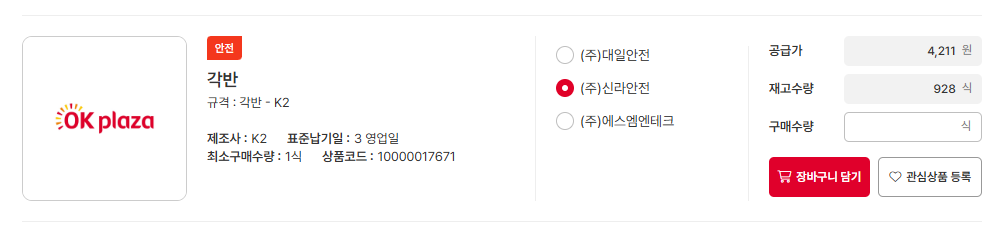 OK plaza
안전
각반
규격 : 각반 - K2
제조사 : K2 표준납기일 : 3 영업일
최소구매수량 : 1식 상품코드 : 10000017671
(주)대일안전
(주)신라안전
(주)에스엠엔테크
공급가 4,211 원
재고수량 928 식
구매수량 식
장바구니 담기 관심상품 등록